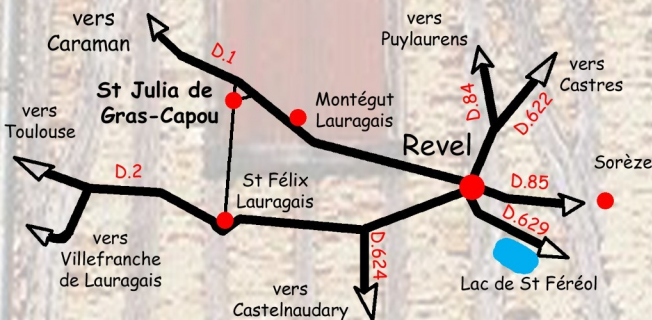 vers
Caraman
D.1
vers
Puylaurens
vers
Castres
D.84
D.622
St Julia de
Gras-Capou
Montégut
Lauragais
Revel
vers
Toulouse
D.2
St Félix
Lauragais
D.85
Sorèze
D.629
D.624
vers
Villefranche
de Lauragais
vers
Castelnaudary
Lac de St Féréol